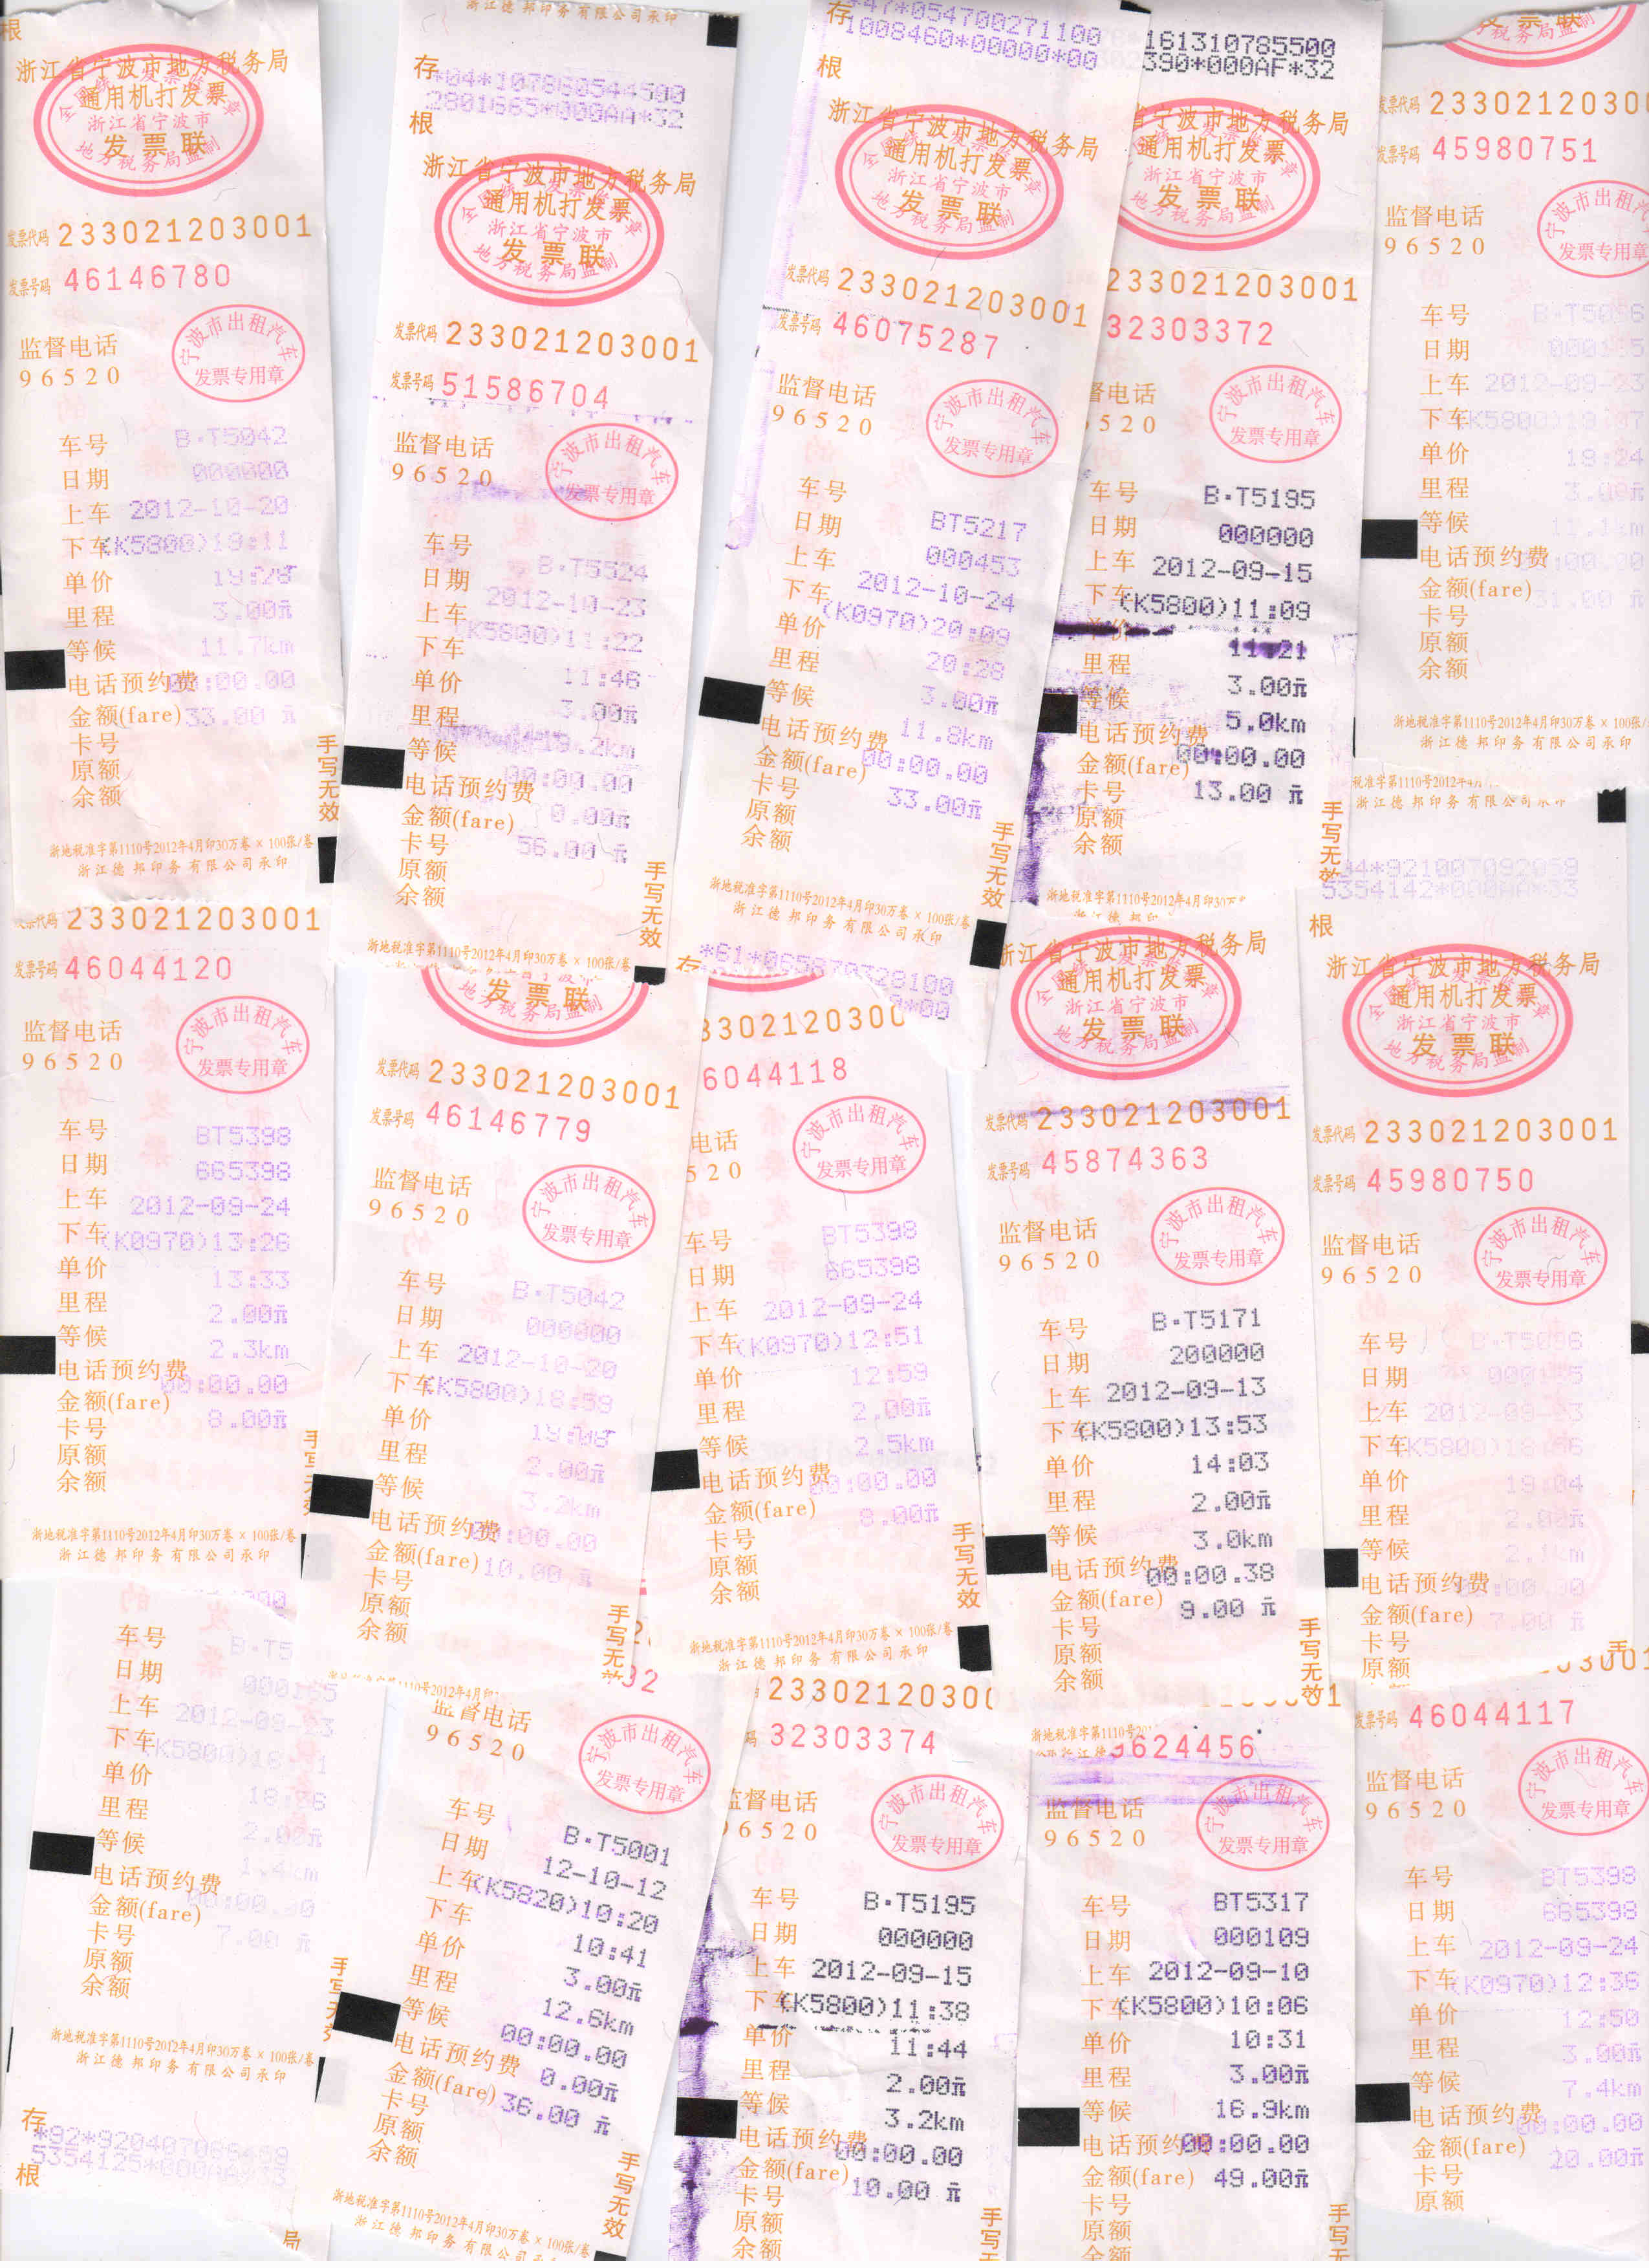 根
浙江省宁波市地方税务局
通用机打发票
浙江省宁波市
发票联
地方税务局监制
发票代码 233021203001
发票号码 46146780
监督电话
96520
宁波市出租汽车
发票专用章
车号 B·T5042
日期 000000
上车 2012-10-20
下车 (K5800)19:11
单价 19:28
里程 3.00元
等候 11.7km
电话预约费 00:00.00
金额(fare) 33.00 元
卡号
原额
余额
手写无效
浙地税准字第1110号2012年4月印30万卷×100张/卷
浙江德邦印务有限公司承印
浙江德邦印务有限公司承印
存
*04*107860544500
2801665*000AA*32
根
浙江省宁波市地方税务局
通用机打发票
浙江省宁波市
发票联
地方税务局监制
发票代码 233021203001
发票号码 51586704
监督电话
96520
宁波市出租汽车
发票专用章
车号 B·T5524
日期 2012-10-23
上车 (K5800)11:22
下车 11:46
单价 3.00元
里程 19.2km
等候 00:00.00
电话预约费 0.00元
金额(fare) 56.00 元
卡号
原额
余额
手写无效
浙地税准字第1110号2012年4月印30万卷×100张/卷
存
*47*054700271100
1008460*00000*00
根
浙江省宁波市地方税务局
通用机打发票
浙江省宁波市
发票联
地方税务局监制
发票代码 233021203001
发票号码 46075287
监督电话
96520
宁波市出租汽车
发票专用章
车号 BT5217
日期 000453
上车 2012-10-24
下车 (K0970)20:09
单价 20:28
里程 3.00元
等候 11.8km
电话预约费 00:00.00
金额(fare) 33.00元
卡号
原额
余额
手写无效
浙地税准字第1110号2012年4月印30万卷×100张/卷
浙江德邦印务有限公司承印
存
161310785500
390*000AF*32
省宁波市地方税务局
通用机打发票
浙江省宁波市
发票联
地方税务局监制
233021203001
32303372
督电话
520
宁波市出租汽车
发票专用章
车号 B·T5195
日期 000000
上车 2012-09-15
下车 (K5800)11:09
单价 11:21
里程 3.00元
等候 5.0km
电话预约费 00:00.00
金额(fare) 13.00 元
卡号
原额
余额
手写无效
浙地税准字第1110号2012年4月印30万
发票联
发票代码 23302120300
发票号码 45980751
监督电话
96520
宁波市出租汽车
发票专用章
车号 B·T5096
日期
上车 2012-09-23
下车
单价 18:24
里程 3.00元
等候 11.1km
电话预约费 00:00.00
金额(fare) 31.00 元
卡号
原额
余额
浙地税准字第1110号2012年4月印30万卷×100张/
浙江德邦印务有限公司承印
发票代码 233021203001
发票号码 46044120
监督电话
96520
宁波市出租汽车
发票专用章
车号 BT5398
日期 665398
上车 2012-09-24
下车 (K0970)13:26
单价 13:33
里程 2.00元
等候 2.3km
电话预约费 00:00.00
金额(fare) 8.00元
卡号
原额
余额
浙地税准字第1110号2012年4月印30万卷×100张/卷
浙江德邦印务有限公司承印
发票联
地方税务局监制
发票代码 233021203001
发票号码 46146779
监督电话
96520
宁波市出租汽车
发票专用章
车号 B·T5042
日期 000000
上车 2012-10-20
下车 (K5800)18:59
单价 19:08
里程 2.00元
等候 3.2km
电话预约费 00:00.00
金额(fare) 10.00 元
卡号
原额
余额
手写无
3302120300
6044118
电话
520
宁波市出租汽车
发票专用章
车号 BT5398
日期 665398
上车 2012-09-24
下车 (K0970)12:51
单价 12:59
里程 2.00元
等候 2.5km
电话预约费 00:00.00
金额(fare) 8.00元
卡号
原额
余额
手写无效
浙地税准字第1110号2012年4月印30万卷×100张/卷
浙江德邦印务有限公司承印
浙江省宁波市地方税务局
通用机打发票
浙江省宁波市
发票联
地方税务局监制
发票代码 233021203001
发票号码 45874363
监督电话
96520
宁波市出租汽车
发票专用章
车号 B·T5171
日期 200000
上车 2012-09-13
下车 (K5800)13:53
单价 14:03
里程 2.00元
等候 3.0km
电话预约费 00:00.38
金额(fare) 9.00 元
卡号
原额
余额
手写无效
浙江德邦印务有限公司
5354142*000AA*33
根
浙江省宁波市地方税务局
通用机打发票
浙江省宁波市
发票联
地方税务局监制
发票代码 233021203001
发票号码 45980750
监督电话
96520
宁波市出租汽车
发票专用章
车号 B·T5096
日期
上车
下车
单价 19:04
里程 2.00元
等候 2.1km
电话预约费 00:00.00
金额(fare) 7.00 元
卡号
原额
车号 B·T5
日期
上车
下车
单价
里程 2.00元
等候 1.4km
电话预约费 00:00.00
金额(fare) 7.00 元
卡号
原额
余额
浙地税准字第1110号2012年4月印30万卷×100张/卷
浙江德邦印务有限公司承印
存
根
局
监督电话
96520
宁波市出租汽车
发票专用章
车号 B·T5001
日期 12-10-12
上车 (K5820)10:20
下车 10:41
单价 3.00元
里程 12.6km
等候 00:00.00
电话预约费 0.00元
金额(fare) 36.00 元
卡号
原额
余额
手写无效
浙地税准字第1110号2012年4月印30万卷×100张/卷
浙江德邦印务有限公司
23302120300
码 32303374
监督电话
96520
宁波市出租汽车
发票专用章
车号 B·T5195
日期 000000
上车 2012-09-15
下车 (K5800)11:38
单价 11:44
里程 2.00元
等候 3.2km
电话预约费 00:00.00
金额(fare) 10.00 元
卡号
原额
余额
手写无
浙地税准字第1110号
624456
监督电话
96520
宁波市出租汽车
发票专用章
车号 BT5317
日期 000109
上车 2012-09-10
下车 (K5800)10:06
单价 10:31
里程 3.00元
等候 16.9km
电话预约费 00:00.00
金额(fare) 49.00元
卡号
原额
余额
手写无
发票号码 46044117
监督电话
96520
宁波市出租汽车
发票专用章
车号 BT5398
日期 665398
上车 2012-09-24
下车 (K0970)12:36
单价 12:50
里程 3.00元
等候 7.4km
电话预约费 00:00.00
金额(fare) 20.00元
卡号
原额